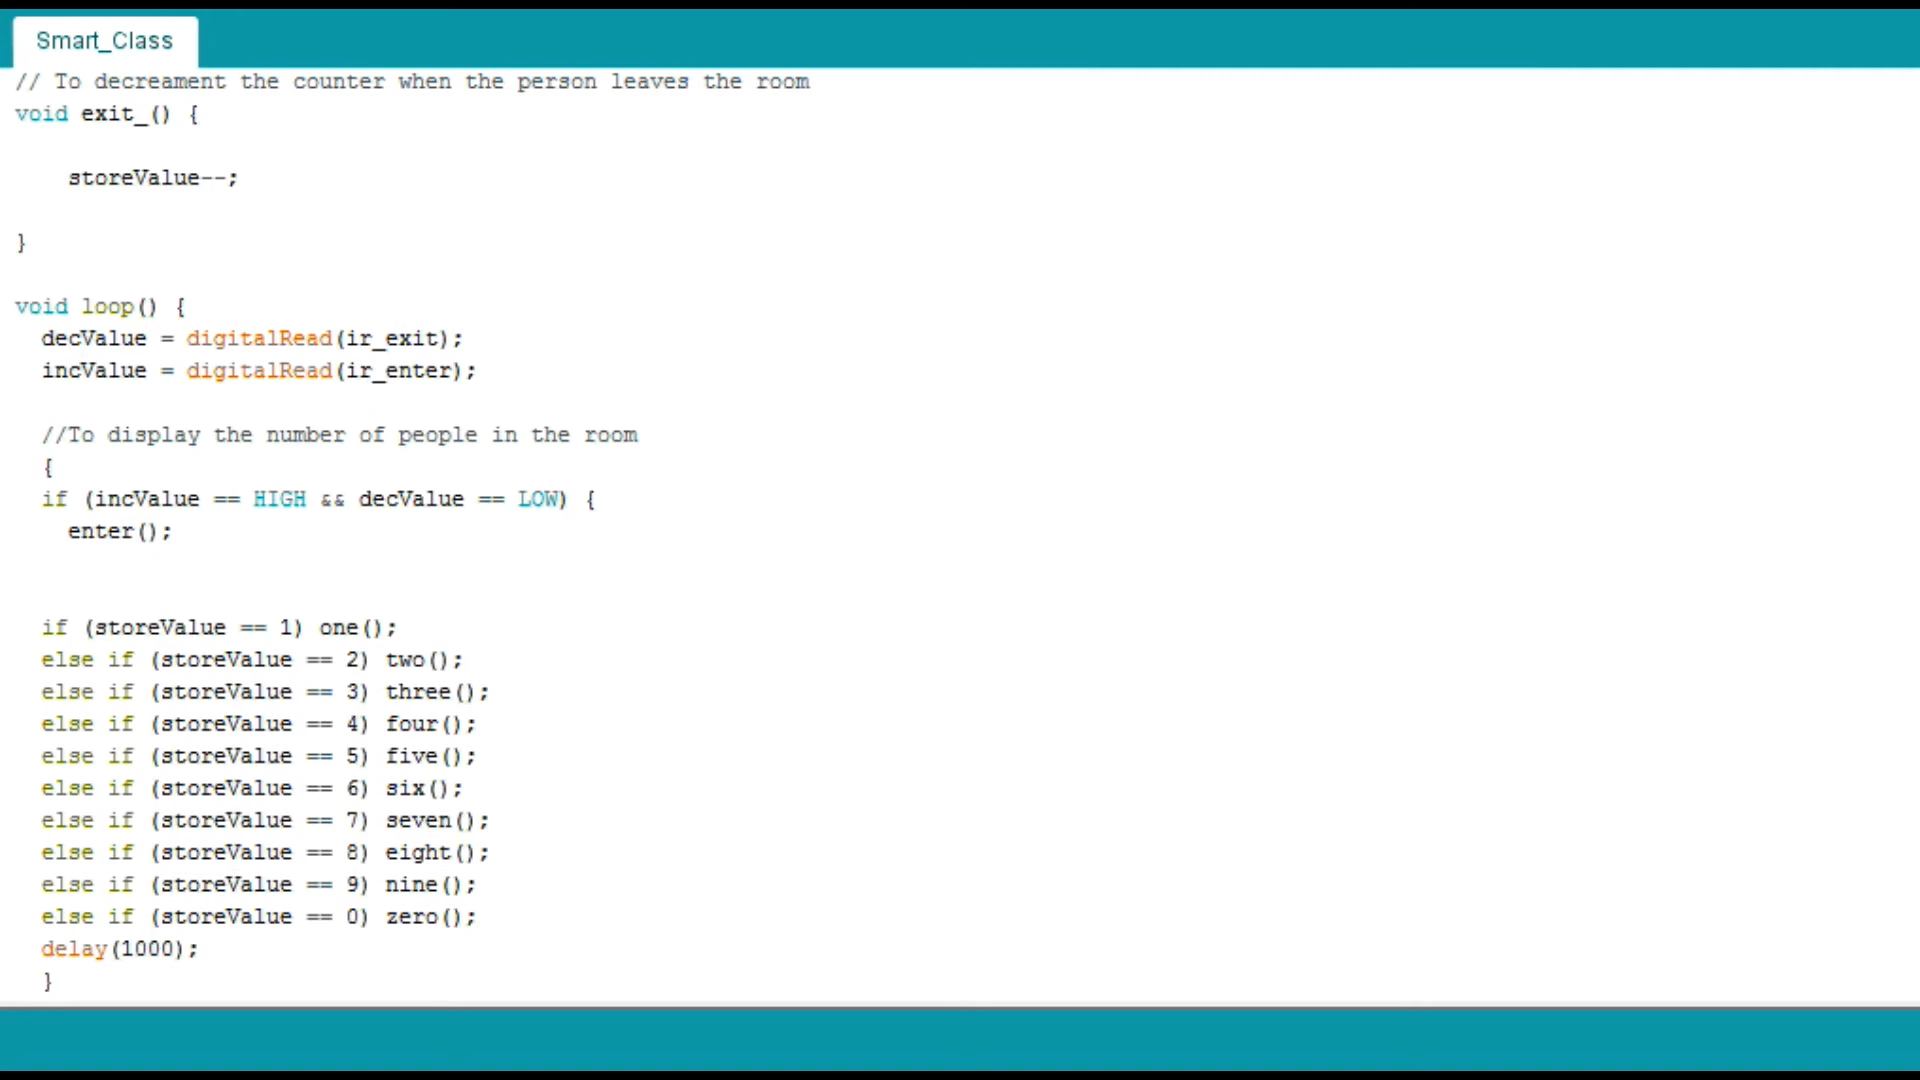 Smart_Class
// To decreament the counter when the person leaves the room
void exit_() {
storeValue--;
}
void loop() {
decValue = digitalRead(ir_exit);
incValue = digitalRead(ir_enter);
//To display the number of people in the room
{
if (incValue == HIGH && decValue == LOW) {
enter();
if (storeValue == 1) one();
else if (storeValue == 2) two();
else if (storeValue == 3) three();
else if (storeValue == 4) four();
else if (storeValue == 5) five();
else if (storeValue == 6) six();
else if (storeValue == 7) seven();
else if (storeValue == 8) eight();
else if (storeValue == 9) nine();
else if (storeValue == 0) zero();
delay(1000);
}